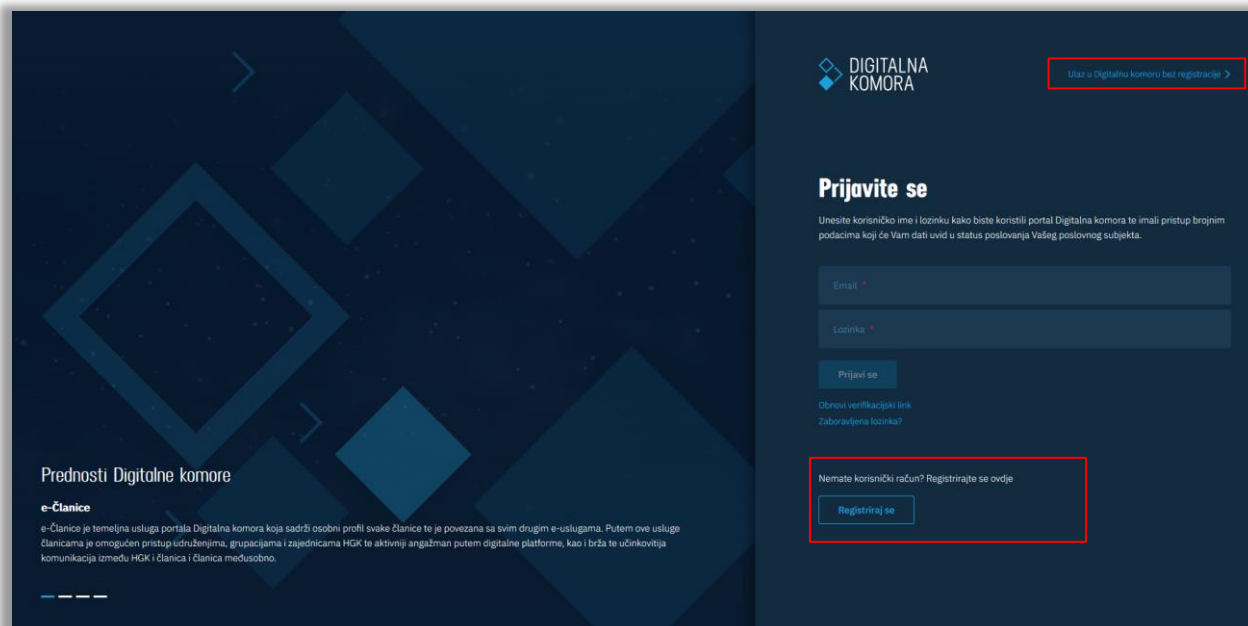 DIGITALNA
KOMORA
Ulaz u Digitalnu komoru bez registracije
Prijavite se
Unesite korisničko ime i lozinku kako biste koristili portal Digitalna komora te imali pristup brojnim
podacima koji će Vam dati uvid u status poslovanja Vašeg poslovnog subjekta.
Email *
Lozinka *
Prijavi se
Obnovi verifikacijski link
Zaboravljena lozinka?
Nemate korisnički račun? Registrirajte se ovdje
Registriraj se
Prednosti Digitalne komore
e-Članice
e-Članice je temeljna usluga portala Digitalna komora koja sadrži osobni profil svake članice te je povezana sa svim drugim e-uslugama. Putem ove usluge
članicama je omogućen pristup udruženjima, grupacijama i zajednicama HGK te aktivniji angažman putem digitalne platforme, kao i brža te učinkovitija
komunikacija između HGK i članica i članica međusobno.